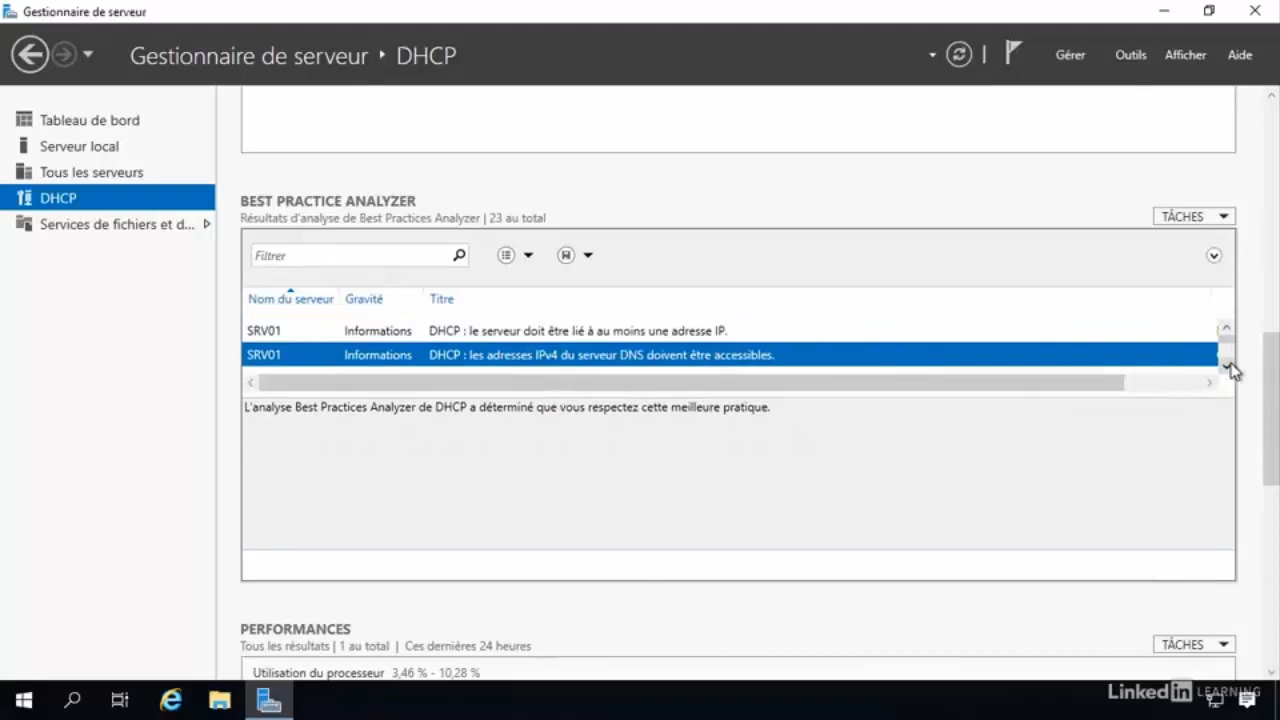 Gestionnaire de serveur
Gestionnaire de serveur ‣ DHCP
Gérer Outils Afficher Aide
Tableau de bord
Serveur local
Tous les serveurs
DHCP
Services de fichiers et d...
BEST PRACTICE ANALYZER
Résultats d'analyse de Best Practices Analyzer | 23 au total
TÂCHES
Filtrer
Nom du serveur Gravité Titre
SRV01 Informations DHCP : le serveur doit être lié à au moins une adresse IP.
SRV01 Informations DHCP : les adresses IPv4 du serveur DNS doivent être accessibles.
L'analyse Best Practices Analyzer de DHCP a déterminé que vous respectez cette meilleure pratique.
PERFORMANCES
Tous les résultats | 1 au total | Ces dernières 24 heures
TÂCHES
Utilisation du processeur 3,46 % - 10,28 %
LinkedIn LEARNING